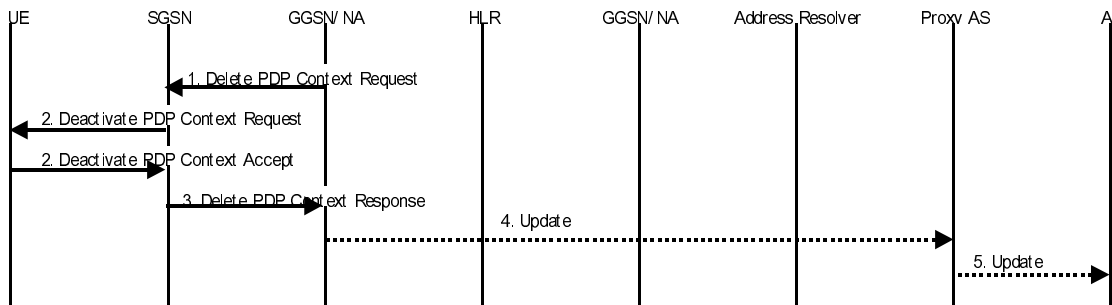 UE SGSN GGSN/NA HLR GGSN/NA Address Resolver Proxy AS A
1. Delete PDP Context Request
2. Deactivate PDP Context Request
2. Deactivate PDP Context Accept
3. Delete PDP Context Response
4. Update
5. Update